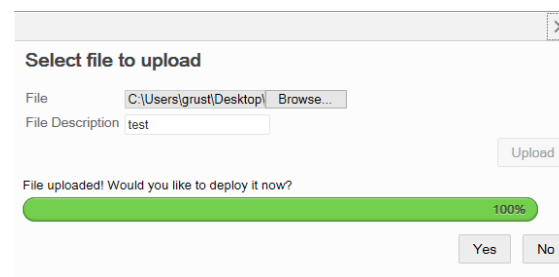 Select file to upload
File C:\Users\grust\Desktop\ Browse...
File Description test
Upload
File uploaded! Would you like to deploy it now?
100%
Yes No